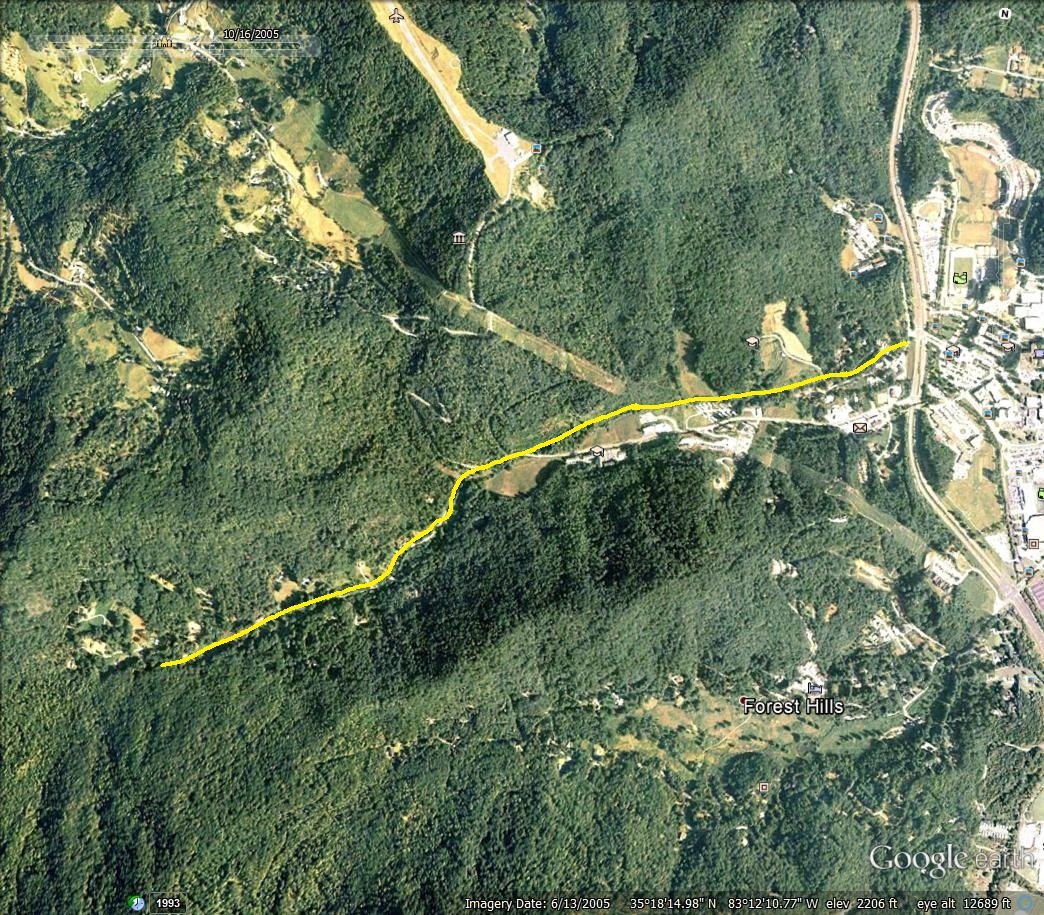 10/16/2005
N
Forest Hills
Google earth
1993
Imagery Date: 6/13/2005 35°18'14.98" N 83°12'10.77" W elev 2206 ft eye alt 12689 ft